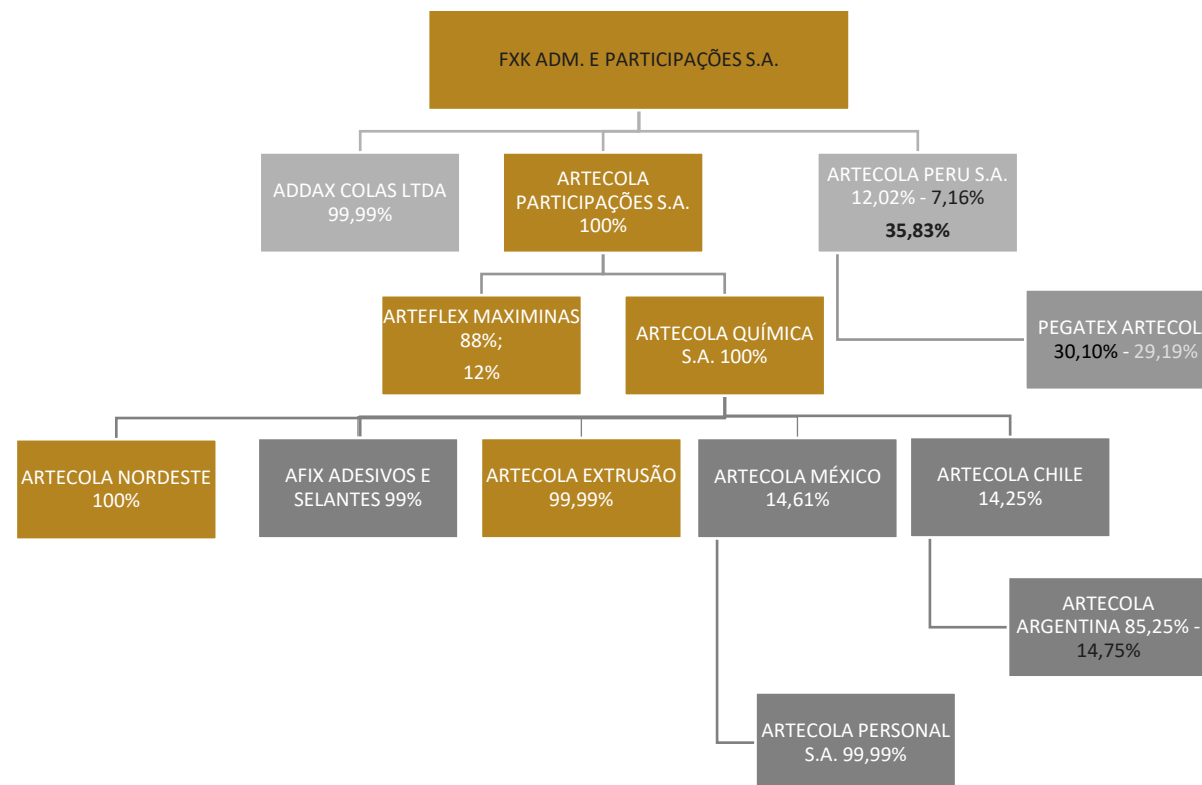 FXK ADM. E PARTICIPAÇÕES S.A.
ADDAX COLAS LTDA
99,99%
ARTECOLA
PARTICIPAÇÕES S.A.
100%
ARTECOLA PERU S.A.
12,02% - 7,16%
35,83%
ARTEFLEX MAXIMINAS
88%;
12%
ARTECOLA QUÍMICA
S.A. 100%
PEGATEX ARTECOL
30,10% - 29,19%
ARTECOLA NORDESTE
100%
AFIX ADESIVOS E
SELANTES 99%
ARTECOLA EXTRUSÃO
99,99%
ARTECOLA MÉXICO
14,61%
ARTECOLA CHILE
14,25%
ARTECOLA
ARGENTINA 85,25% -
14,75%
ARTECOLA PERSONAL
S.A. 99,99%